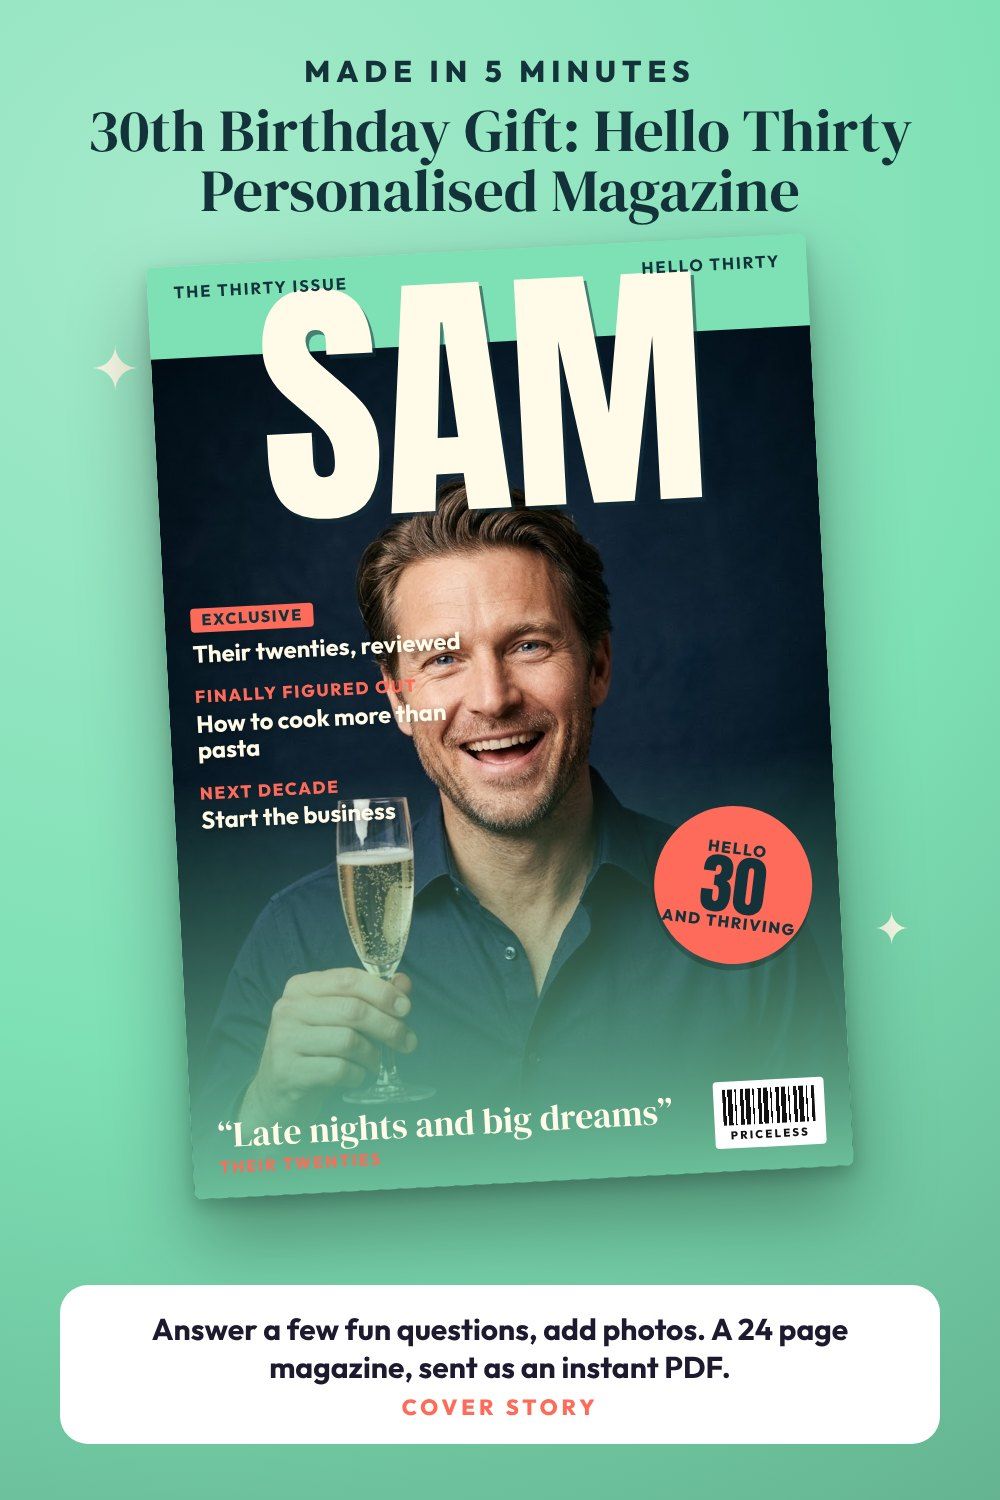 MADE IN 5 MINUTES
30th Birthday Gift: Hello Thirty
Personalised Magazine
THE THIRTY ISSUE
HELLO THIRTY
SAM
EXCLUSIVE
Their twenties, reviewed
FINALLY FIGURED OUT
How to cook more than
pasta
NEXT DECADE
Start the business
HELLO
30
AND THRIVING
“Late nights and big dreams”
THEIR TWENTIES
PRICELESS
Answer a few fun questions, add photos. A 24 page
magazine, sent as an instant PDF.
COVER STORY